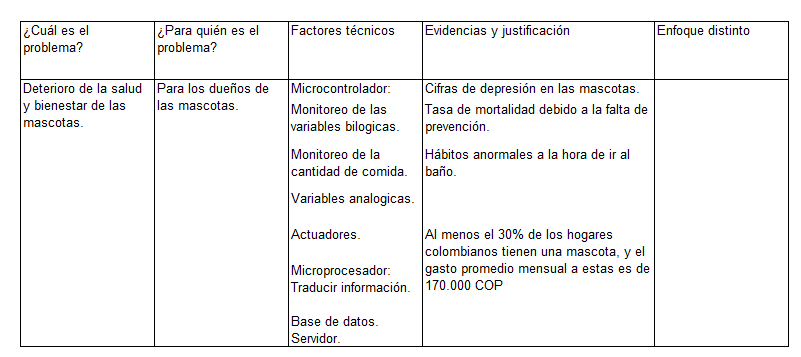 ¿Cuál es el
problema?
¿Para quién es el
problema?
Factores técnicos
Evidencias y justificación
Enfoque distinto
Deterioro de la salud
y bienestar de las
mascotas.
Para los dueños de
las mascotas.
Microcontrolador:
Monitoreo de las
variables bilogicas.
Monitoreo de la
cantidad de comida.
Variables analogicas.
Actuadores.
Microprocesador:
Traducir información.
Base de datos.
Servidor.
Cifras de depresión en las mascotas.
Tasa de mortalidad debido a la falta de
prevención.
Hábitos anormales a la hora de ir al
baño.
Al menos el 30% de los hogares
colombianos tienen una mascota, y el
gasto promedio mensual a estas es de
170.000 COP